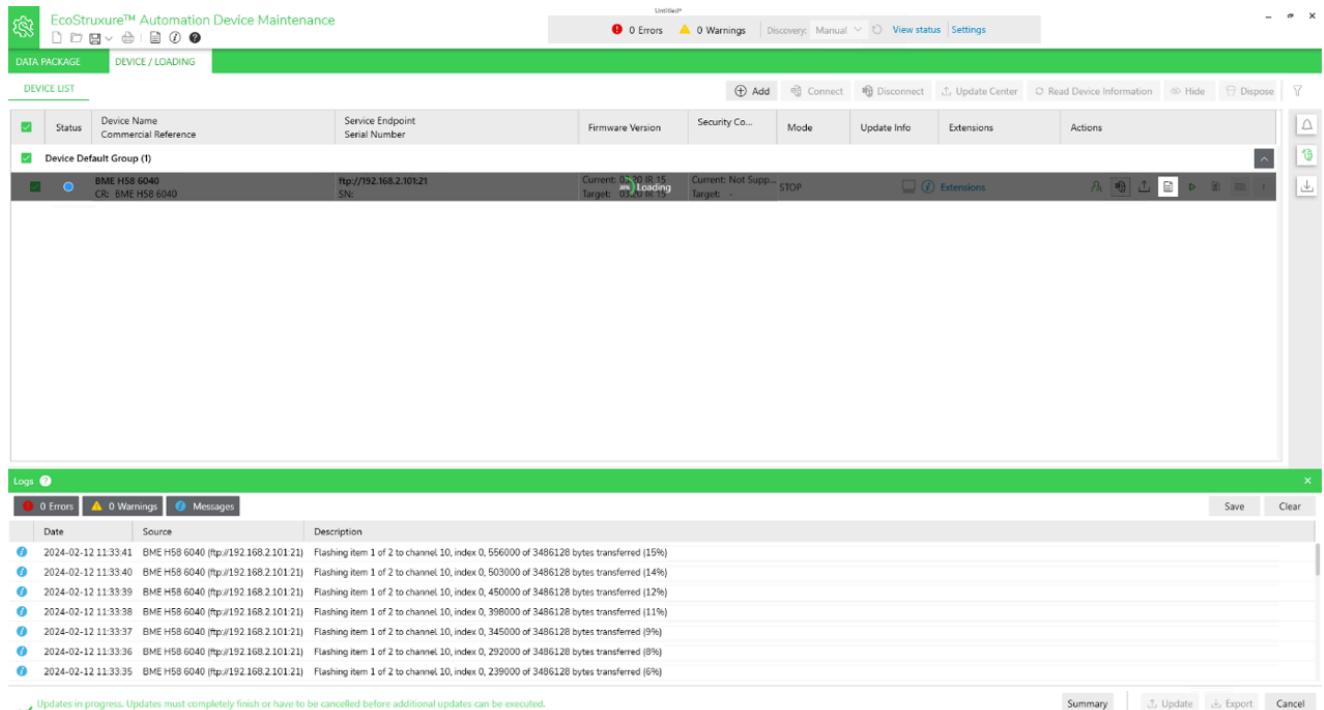 Untitled*
EcoStruxure™ Automation Device Maintenance
0 Errors 0 Warnings Discovery: Manual View status Settings
DATA PACKAGE DEVICE / LOADING
DEVICE LIST
Add Connect Disconnect Update Center Read Device Information Hide Dispose
Status Device Name Service Endpoint Firmware Version Security Co... Mode Update Info Extensions Actions
Commercial Reference Serial Number
Device Default Group (1)
BME H58 6040 ftp://192.168.2.101:21 Current: 03.20 IR 15 Current: Not Supp...
Loading STOP Extensions
CR: BME H58 6040 SN: Target: 03.20 IR 15 Target: -
Logs ?
0 Errors 0 Warnings Messages Save Clear
Date Source Description
2024-02-12 11:33:41 BME H58 6040 (ftp://192.168.2.101:21) Flashing item 1 of 2 to channel 10, index 0, 556000 of 3486128 bytes transferred (15%)
2024-02-12 11:33:40 BME H58 6040 (ftp://192.168.2.101:21) Flashing item 1 of 2 to channel 10, index 0, 503000 of 3486128 bytes transferred (14%)
2024-02-12 11:33:39 BME H58 6040 (ftp://192.168.2.101:21) Flashing item 1 of 2 to channel 10, index 0, 450000 of 3486128 bytes transferred (12%)
2024-02-12 11:33:38 BME H58 6040 (ftp://192.168.2.101:21) Flashing item 1 of 2 to channel 10, index 0, 398000 of 3486128 bytes transferred (11%)
2024-02-12 11:33:37 BME H58 6040 (ftp://192.168.2.101:21) Flashing item 1 of 2 to channel 10, index 0, 345000 of 3486128 bytes transferred (9%)
2024-02-12 11:33:36 BME H58 6040 (ftp://192.168.2.101:21) Flashing item 1 of 2 to channel 10, index 0, 292000 of 3486128 bytes transferred (8%)
2024-02-12 11:33:35 BME H58 6040 (ftp://192.168.2.101:21) Flashing item 1 of 2 to channel 10, index 0, 239000 of 3486128 bytes transferred (6%)
Updates in progress. Updates must completely finish or have to be cancelled before additional updates can be executed. Summary Update Export Cancel